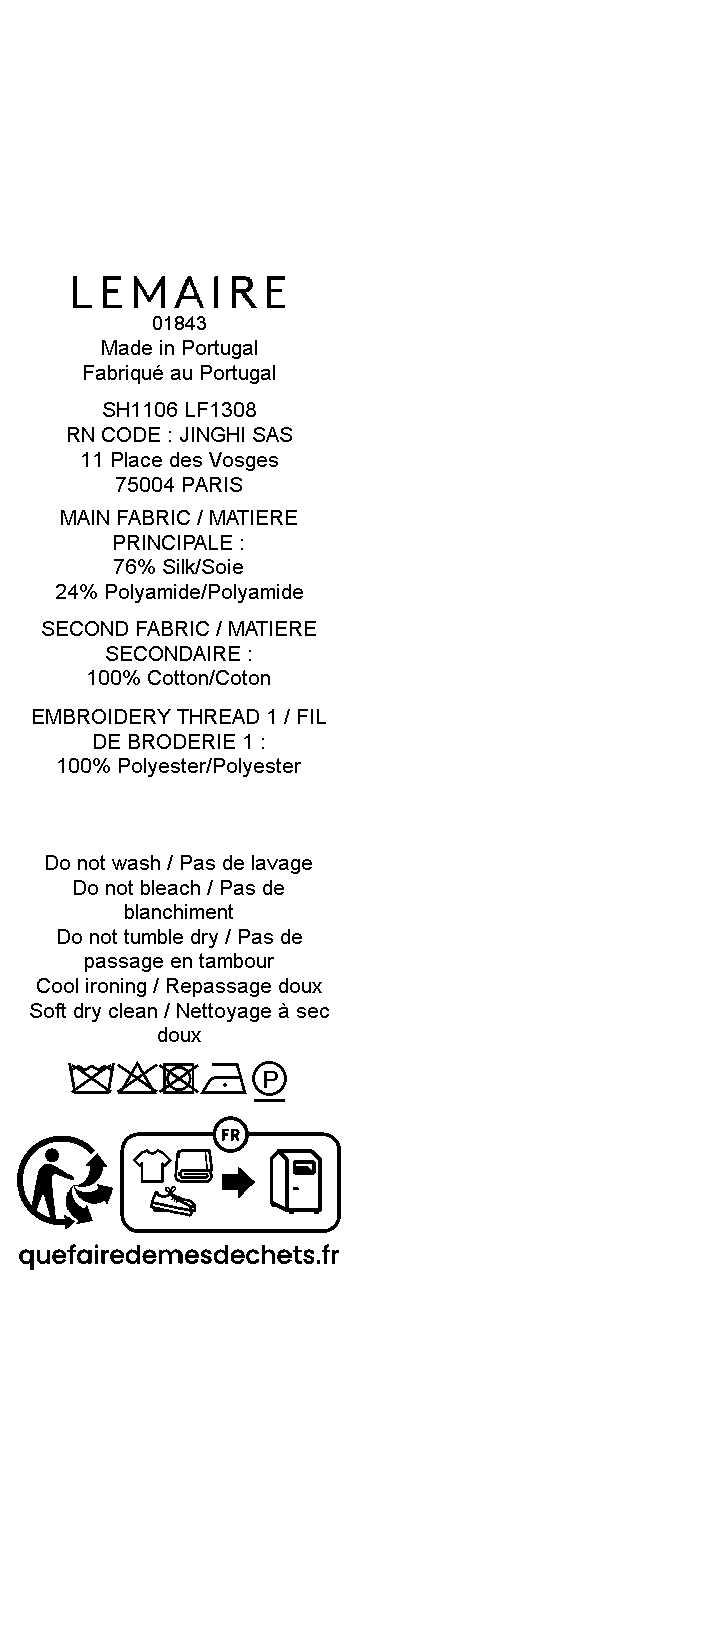 LEMAIRE
01843
Made in Portugal
Fabriqué au Portugal
SH1106 LF1308
RN CODE : JINGHI SAS
11 Place des Vosges
75004 PARIS
MAIN FABRIC / MATIERE
PRINCIPALE :
76% Silk/Soie
24% Polyamide/Polyamide
SECOND FABRIC / MATIERE
SECONDAIRE :
100% Cotton/Coton
EMBROIDERY THREAD 1 / FIL
DE BRODERIE 1 :
100% Polyester/Polyester
Do not wash / Pas de lavage
Do not bleach / Pas de
blanchiment
Do not tumble dry / Pas de
passage en tambour
Cool ironing / Repassage doux
Soft dry clean / Nettoyage à sec
doux
P
FR
quefairedemesdechets.fr